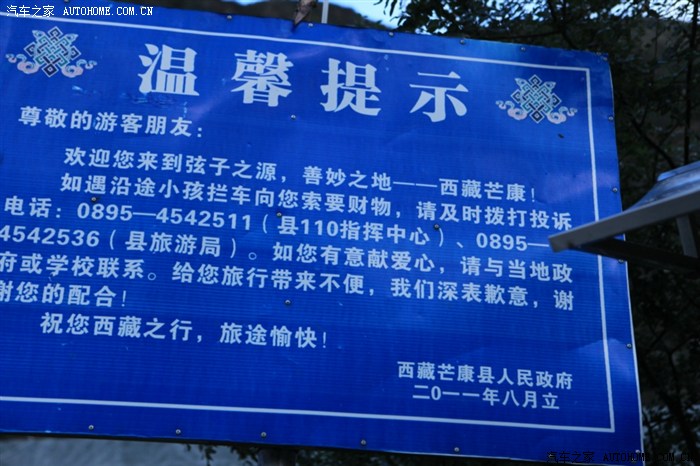 汽车之家 AUTOHOME.COM.CN
温馨提示
尊敬的游客朋友：
欢迎您来到弦子之源，善妙之地——西藏芒康！
如遇沿途小孩拦车向您索要财物，请及时拨打投诉
电话：0895—4542511（县110指挥中心）、0895—
4542536（县旅游局）。如您有意献爱心，请与当地政
府或学校联系。给您旅行带来不便，我们深表歉意，谢
谢您的配合！
祝您西藏之行，旅途愉快！
西藏芒康县人民政府
二0一一年八月立
汽车之家 AUTOHOME.COM.CN